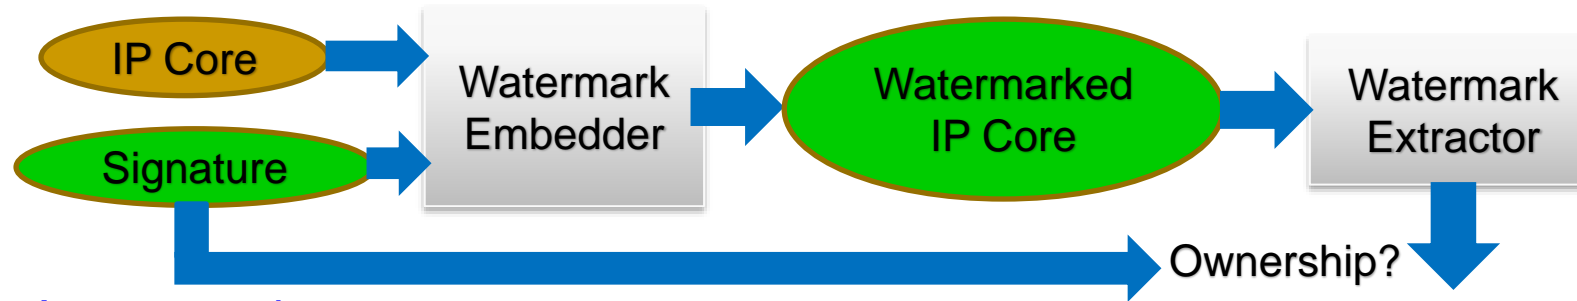 IP Core
Signature
Watermark
Embedder
Watermarked
IP Core
Watermark
Extractor
Ownership?